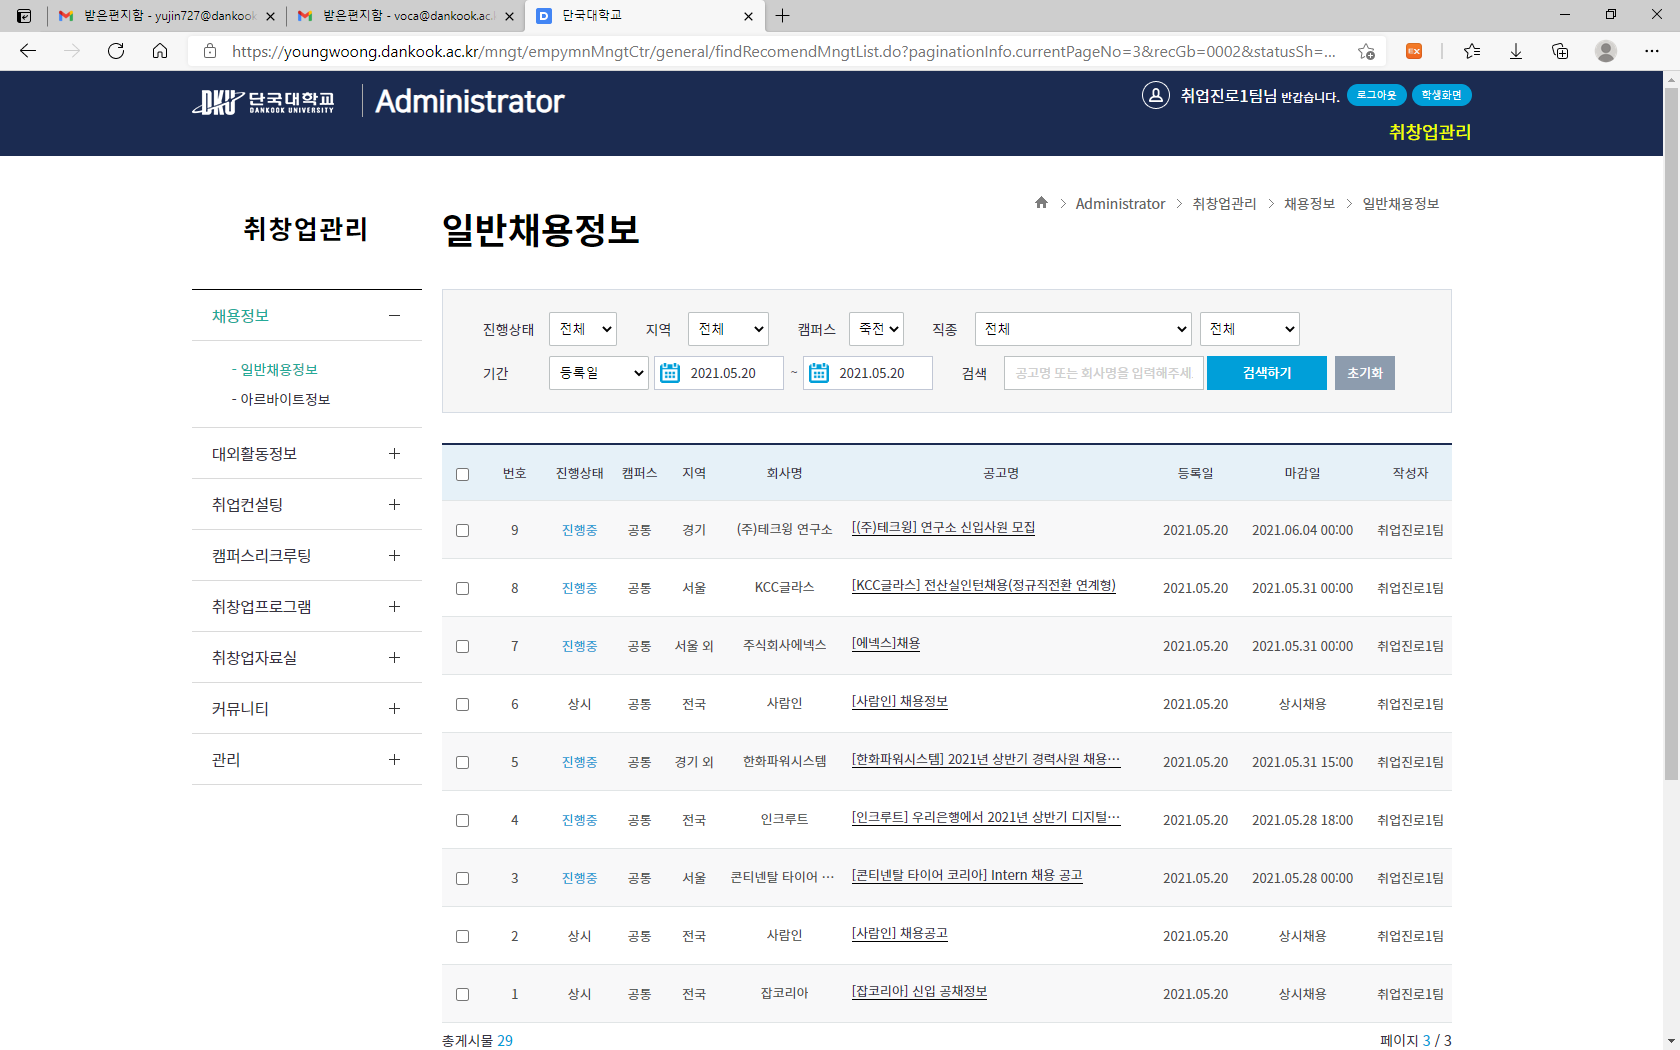 받은편지함 - yujin727@dankook
받은편지함 - voca@dankook.ac.
단국대학교
https://youngwoong.dankook.ac.kr/mngt/empymnMngtCtr/general/findRecomendMngtList.do?paginationInfo.currentPageNo=3&recGb=0002&statusSh=...
EX
DKU 단국대학교 DANKOOK UNIVERSITY Administrator
취업진로1팀님 반갑습니다. 로그아웃 학생화면
취창업관리
Administrator > 취창업관리 > 채용정보 > 일반채용정보
취창업관리
일반채용정보
채용정보
- 일반채용정보
- 아르바이트정보
대외활동정보
취업컨설팅
캠퍼스리크루팅
취창업프로그램
취창업자료실
커뮤니티
관리
진행상태 전체 지역 전체 캠퍼스 죽전 직종 전체 전체
기간 등록일 2021.05.20 ~ 2021.05.20 검색 공고명 또는 회사명을 입력해주세. 검색하기 초기화
번호 진행상태 캠퍼스 지역 회사명 공고명 등록일 마감일 작성자
9 진행중 공통 경기 (주)테크윙 연구소 [(주)테크윙] 연구소 신입사원 모집 2021.05.20 2021.06.04 00:00 취업진로1팀
8 진행중 공통 서울 KCC글라스 [KCC글라스] 전산실인턴채용(정규직전환 연계형) 2021.05.20 2021.05.31 00:00 취업진로1팀
7 진행중 공통 서울 외 주식회사에넥스 [에넥스]채용 2021.05.20 2021.05.31 00:00 취업진로1팀
6 상시 공통 전국 사람인 [사람인] 채용정보 2021.05.20 상시채용 취업진로1팀
5 진행중 공통 경기 외 한화파워시스템 [한화파워시스템] 2021년 상반기 경력사원 채용… 2021.05.20 2021.05.31 15:00 취업진로1팀
4 진행중 공통 전국 인크루트 [인크루트] 우리은행에서 2021년 상반기 디지털… 2021.05.20 2021.05.28 18:00 취업진로1팀
3 진행중 공통 서울 콘티넨탈 타이어 … [콘티넨탈 타이어 코리아] Intern 채용 공고 2021.05.20 2021.05.28 00:00 취업진로1팀
2 상시 공통 전국 사람인 [사람인] 채용공고 2021.05.20 상시채용 취업진로1팀
1 상시 공통 전국 잡코리아 [잡코리아] 신입 공채정보 2021.05.20 상시채용 취업진로1팀
총게시물 29
페이지 3 / 3